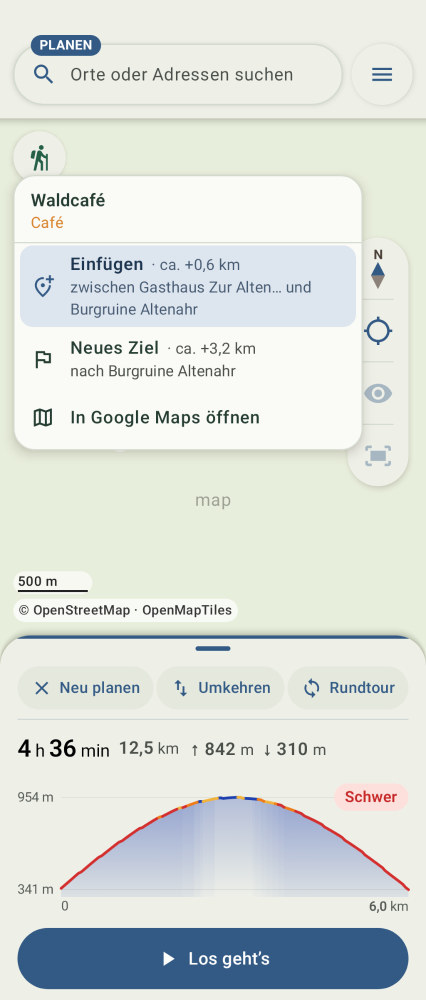 PLANEN
Orte oder Adressen suchen
Waldcafé
Café
Einfügen · ca. +0,6 km
zwischen Gasthaus Zur Alten… und
Burgruine Altenahr
Neues Ziel · ca. +3,2 km
nach Burgruine Altenahr
In Google Maps öffnen
N
map
500 m
© OpenStreetMap · OpenMapTiles
Neu planen
Umkehren
Rundtour
4 h 36 min 12,5 km ↑ 842 m ↓ 310 m
954 m
Schwer
341 m
0
6,0 km
Los geht's